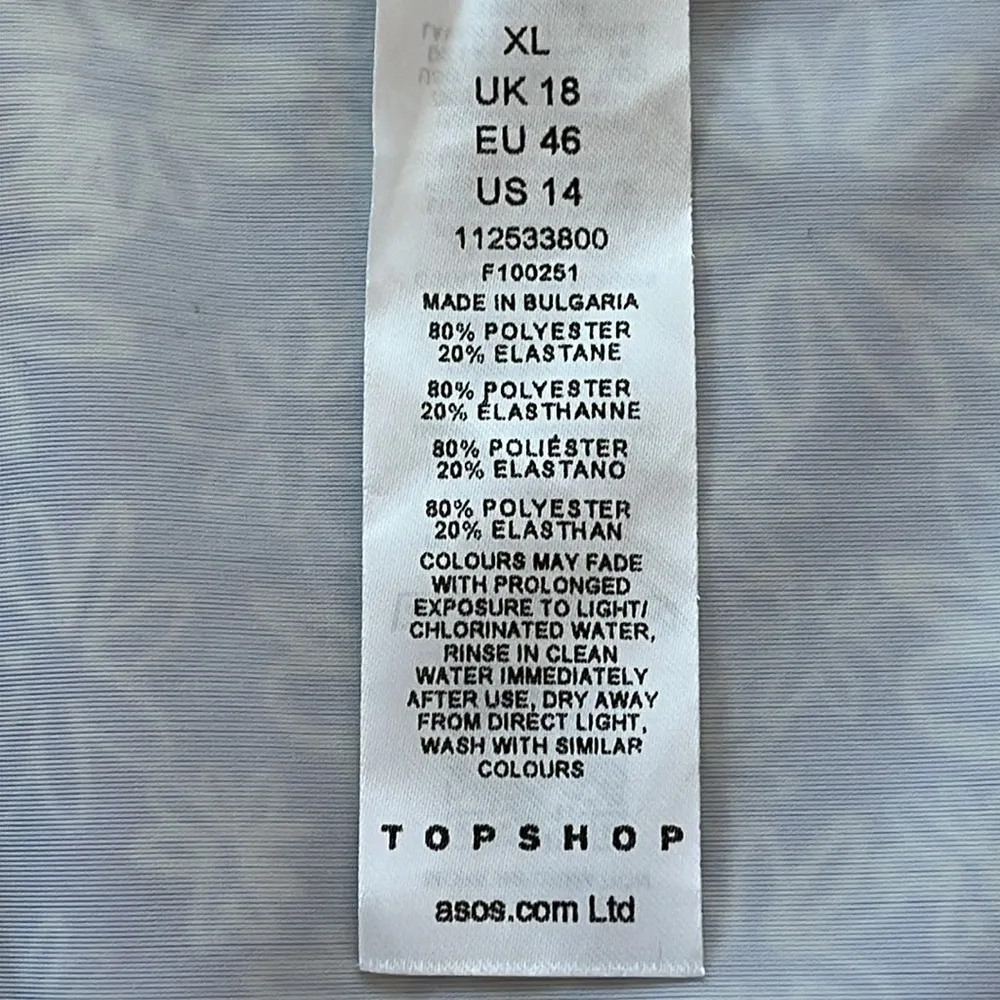 XL
UK 18
EU 46
US 14
112533800
F100251
MADE IN BULGARIA
80% POLYESTER
20% ELASTANE
80% POLYESTER
20% ÉLASTHANNE
80% POLIÉSTER
20% ELASTANO
80% POLYESTER
20% ELASTHAN
COLOURS MAY FADE
WITH PROLONGED
EXPOSURE TO LIGHT/
CHLORINATED WATER,
RINSE IN CLEAN
WATER IMMEDIATELY
AFTER USE, DRY AWAY
FROM DIRECT LIGHT,
WASH WITH SIMILAR
COLOURS
TOPSHOP
asos.com Ltd